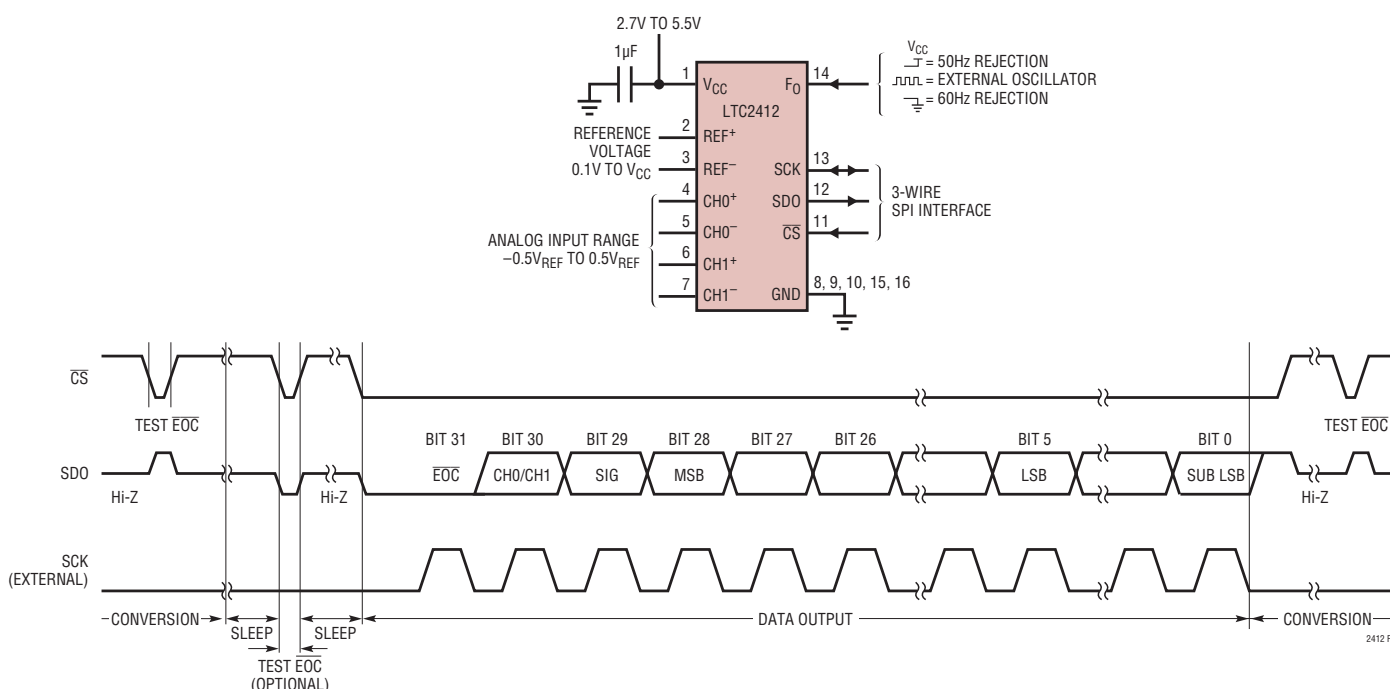 2.7V TO 5.5V
1µF
1
VCC
LTC2412
FO
14
VCC
= 50Hz REJECTION
= EXTERNAL OSCILLATOR
= 60Hz REJECTION
REFERENCE
VOLTAGE
0.1V TO VCC
2
REF+
3
REF–
ANALOG INPUT RANGE
–0.5VREF TO 0.5VREF
4
CH0+
5
CH0–
6
CH1+
7
CH1–
SCK
13
SDO
12
CS
11
3-WIRE
SPI INTERFACE
GND
8, 9, 10, 15, 16
CS
TEST EOC
TEST EOC
BIT 31 BIT 30 BIT 29 BIT 28 BIT 27 BIT 26 BIT 5 BIT 0
SDO
EOC CH0/CH1 SIG MSB LSB SUB LSB
Hi-Z Hi-Z Hi-Z
SCK
(EXTERNAL)
CONVERSION
SLEEP
SLEEP
DATA OUTPUT
CONVERSION
TEST EOC
(OPTIONAL)
2412 F